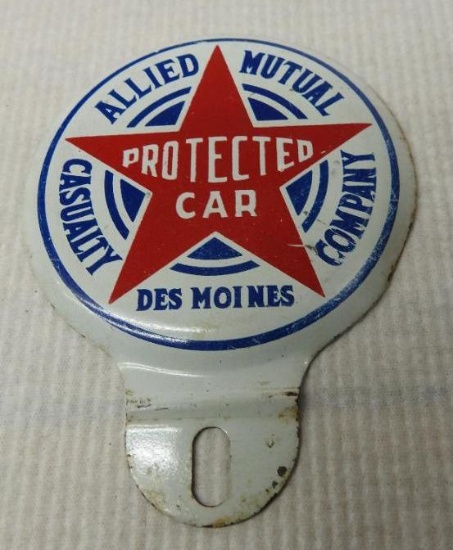 ALLIED MUTUAL
CASUALTY COMPANY
PROTECTED
CAR
DES MOINES